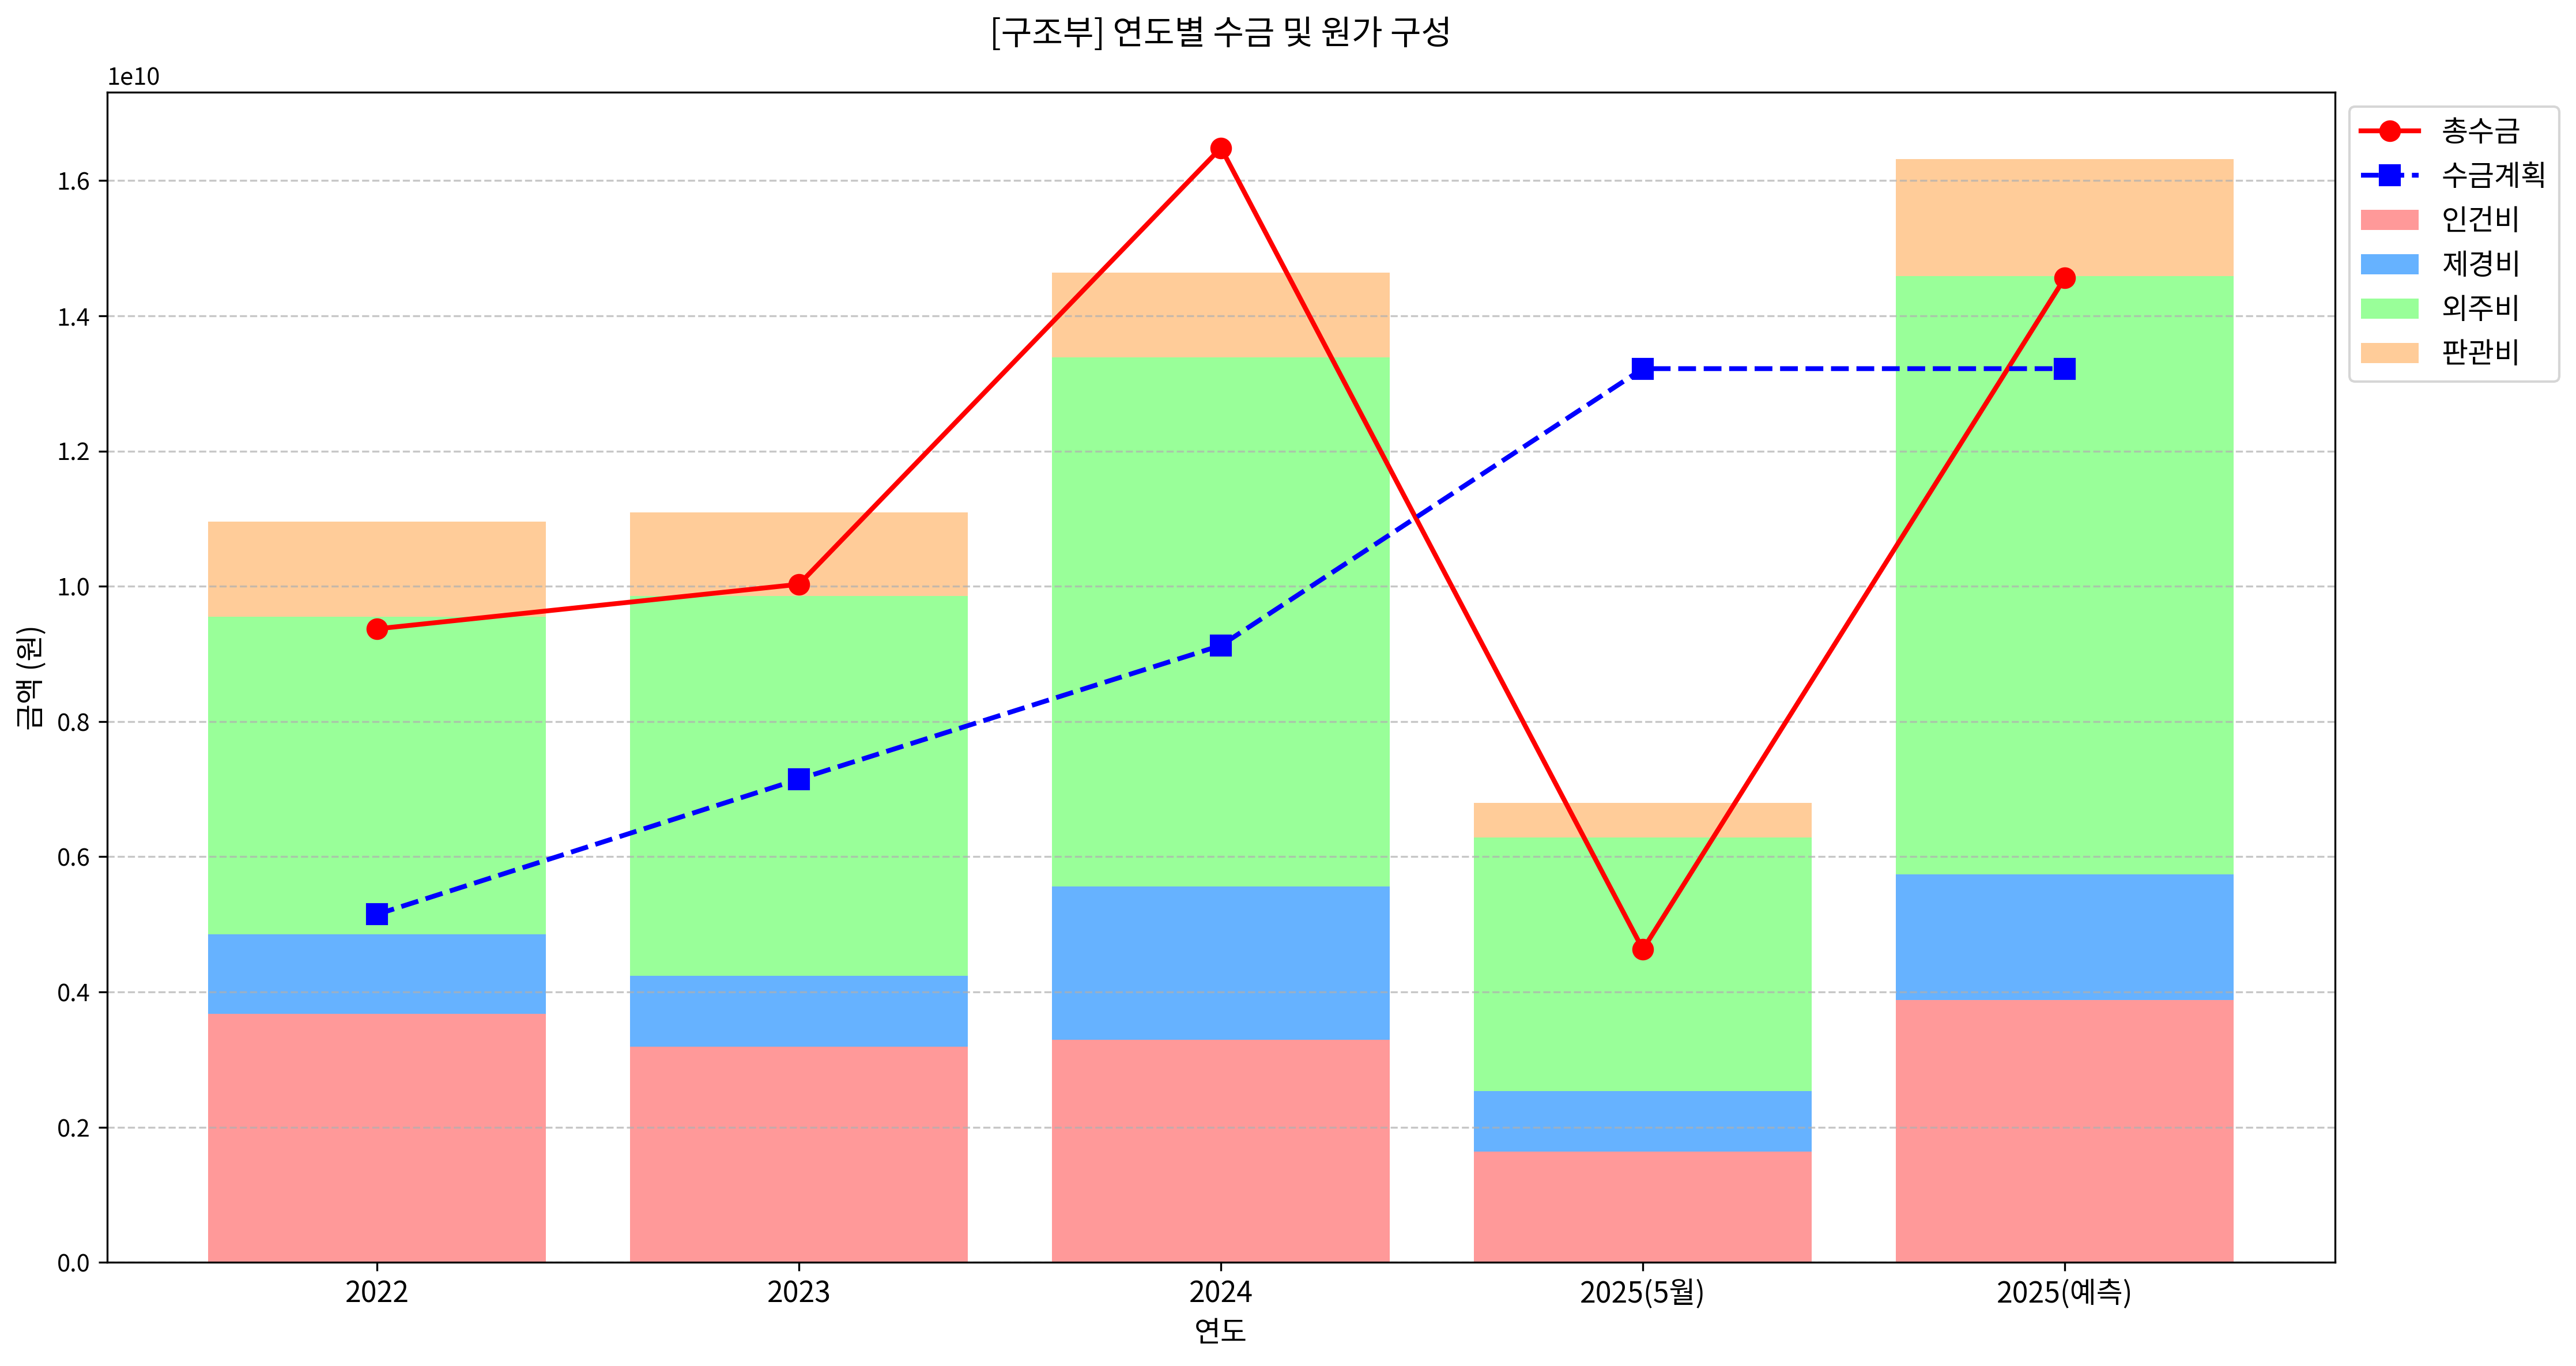 [구조부] 연도별 수금 및 원가 구성
1e10
1.6
1.4
1.2
1.0
0.8
0.6
0.4
0.2
0.0
금액 (원)
2022
2023
2024
2025(5월)
2025(예측)
연도
총수금
수금계획
인건비
제경비
외주비
판관비